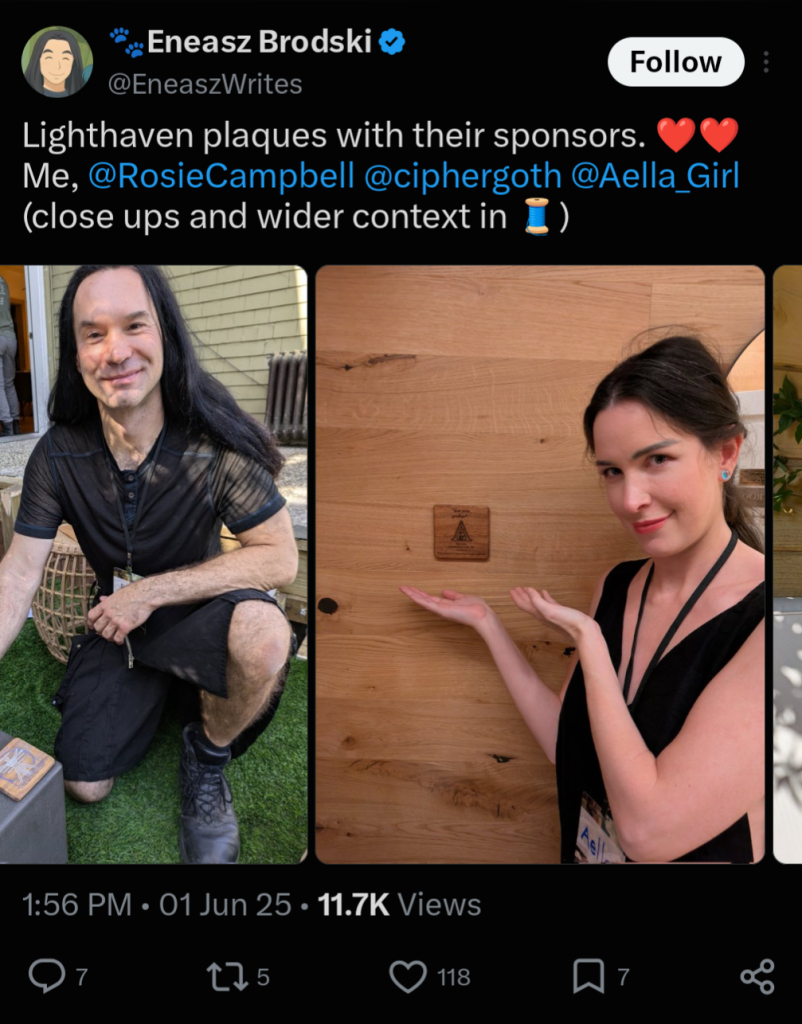 🐾Eneasz Brodski
@EneaszWrites
Follow
Lighthaven plaques with their sponsors. ❤️❤️
Me, @RosieCampbell @ciphergoth @Aella_Girl
(close ups and wider context in 🧵)
Aell
1:56 PM • 01 Jun 25 • 11.7K Views
7
5
118
7